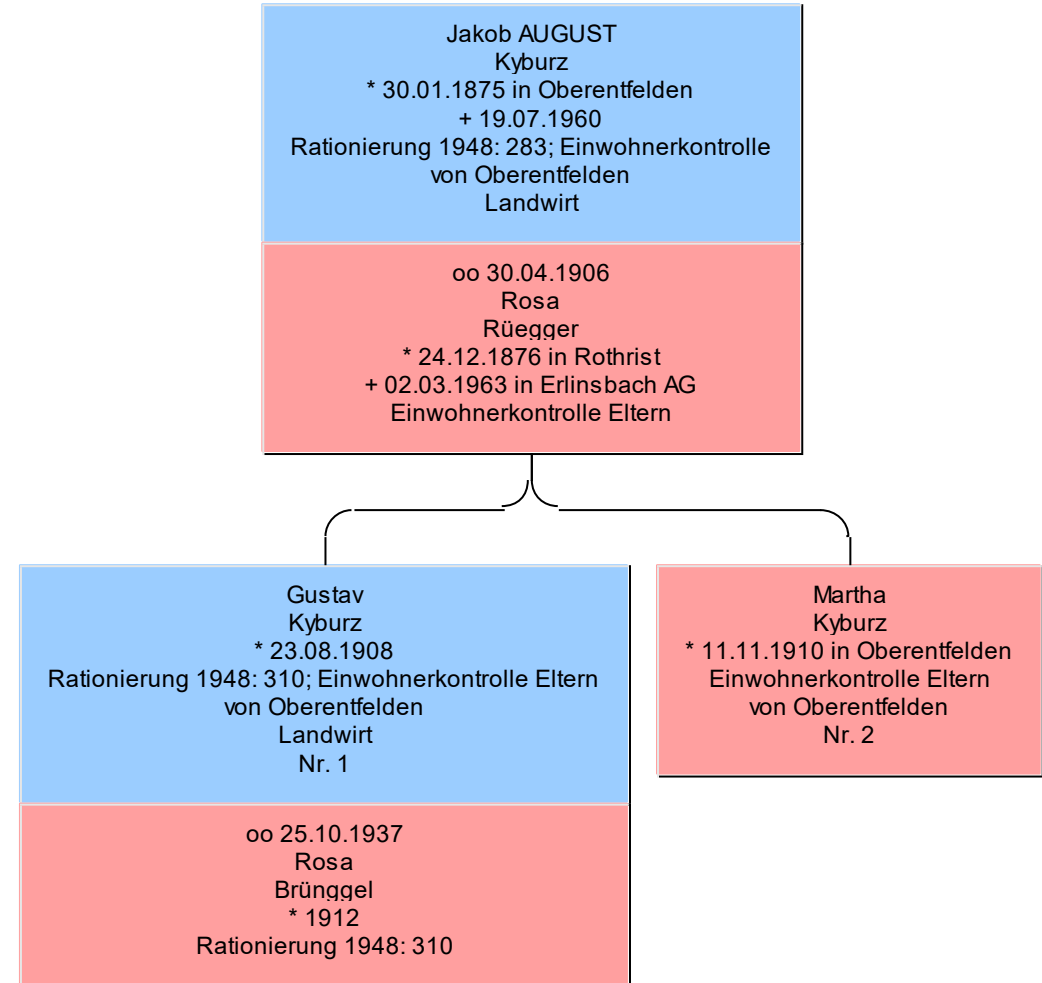 Jakob AUGUST
Kyburz
* 30.01.1875 in Oberentfelden
+ 19.07.1960
Rationierung 1948: 283; Einwohnerkontrolle
von Oberentfelden
Landwirt
oo 30.04.1906
Rosa
Rüegger
* 24.12.1876 in Rothrist
+ 02.03.1963 in Erlinsbach AG
Einwohnerkontrolle Eltern
Gustav
Kyburz
* 23.08.1908
Rationierung 1948: 310; Einwohnerkontrolle Eltern
von Oberentfelden
Landwirt
Nr. 1
oo 25.10.1937
Rosa
Brünggel
* 1912
Rationierung 1948: 310
Martha
Kyburz
* 11.11.1910 in Oberentfelden
Einwohnerkontrolle Eltern
von Oberentfelden
Nr. 2